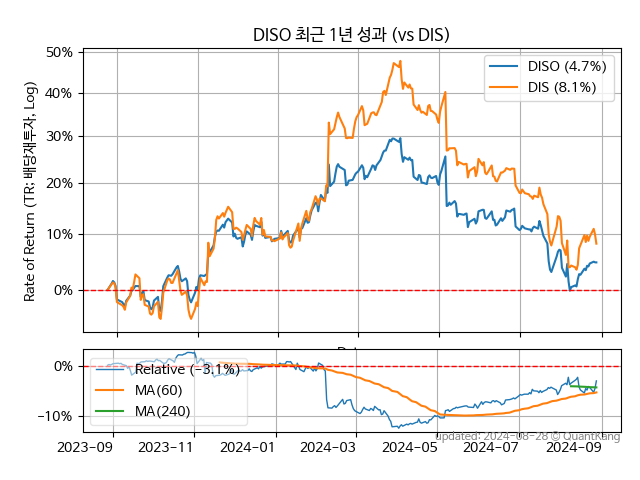 DISO 최근 1년 성과 (vs DIS)
Rate of Return (TR: 배당재투자, Log)
50%
40%
30%
20%
10%
0%
DISO (4.7%)
DIS (8.1%)
0%
−10%
Relative (−3.1%)
MA(60)
MA(240)
2023-09
2023-11
2024-01
2024-03
2024-05
2024-07
2024-09
updated: 2024-08-28 © QuantKang